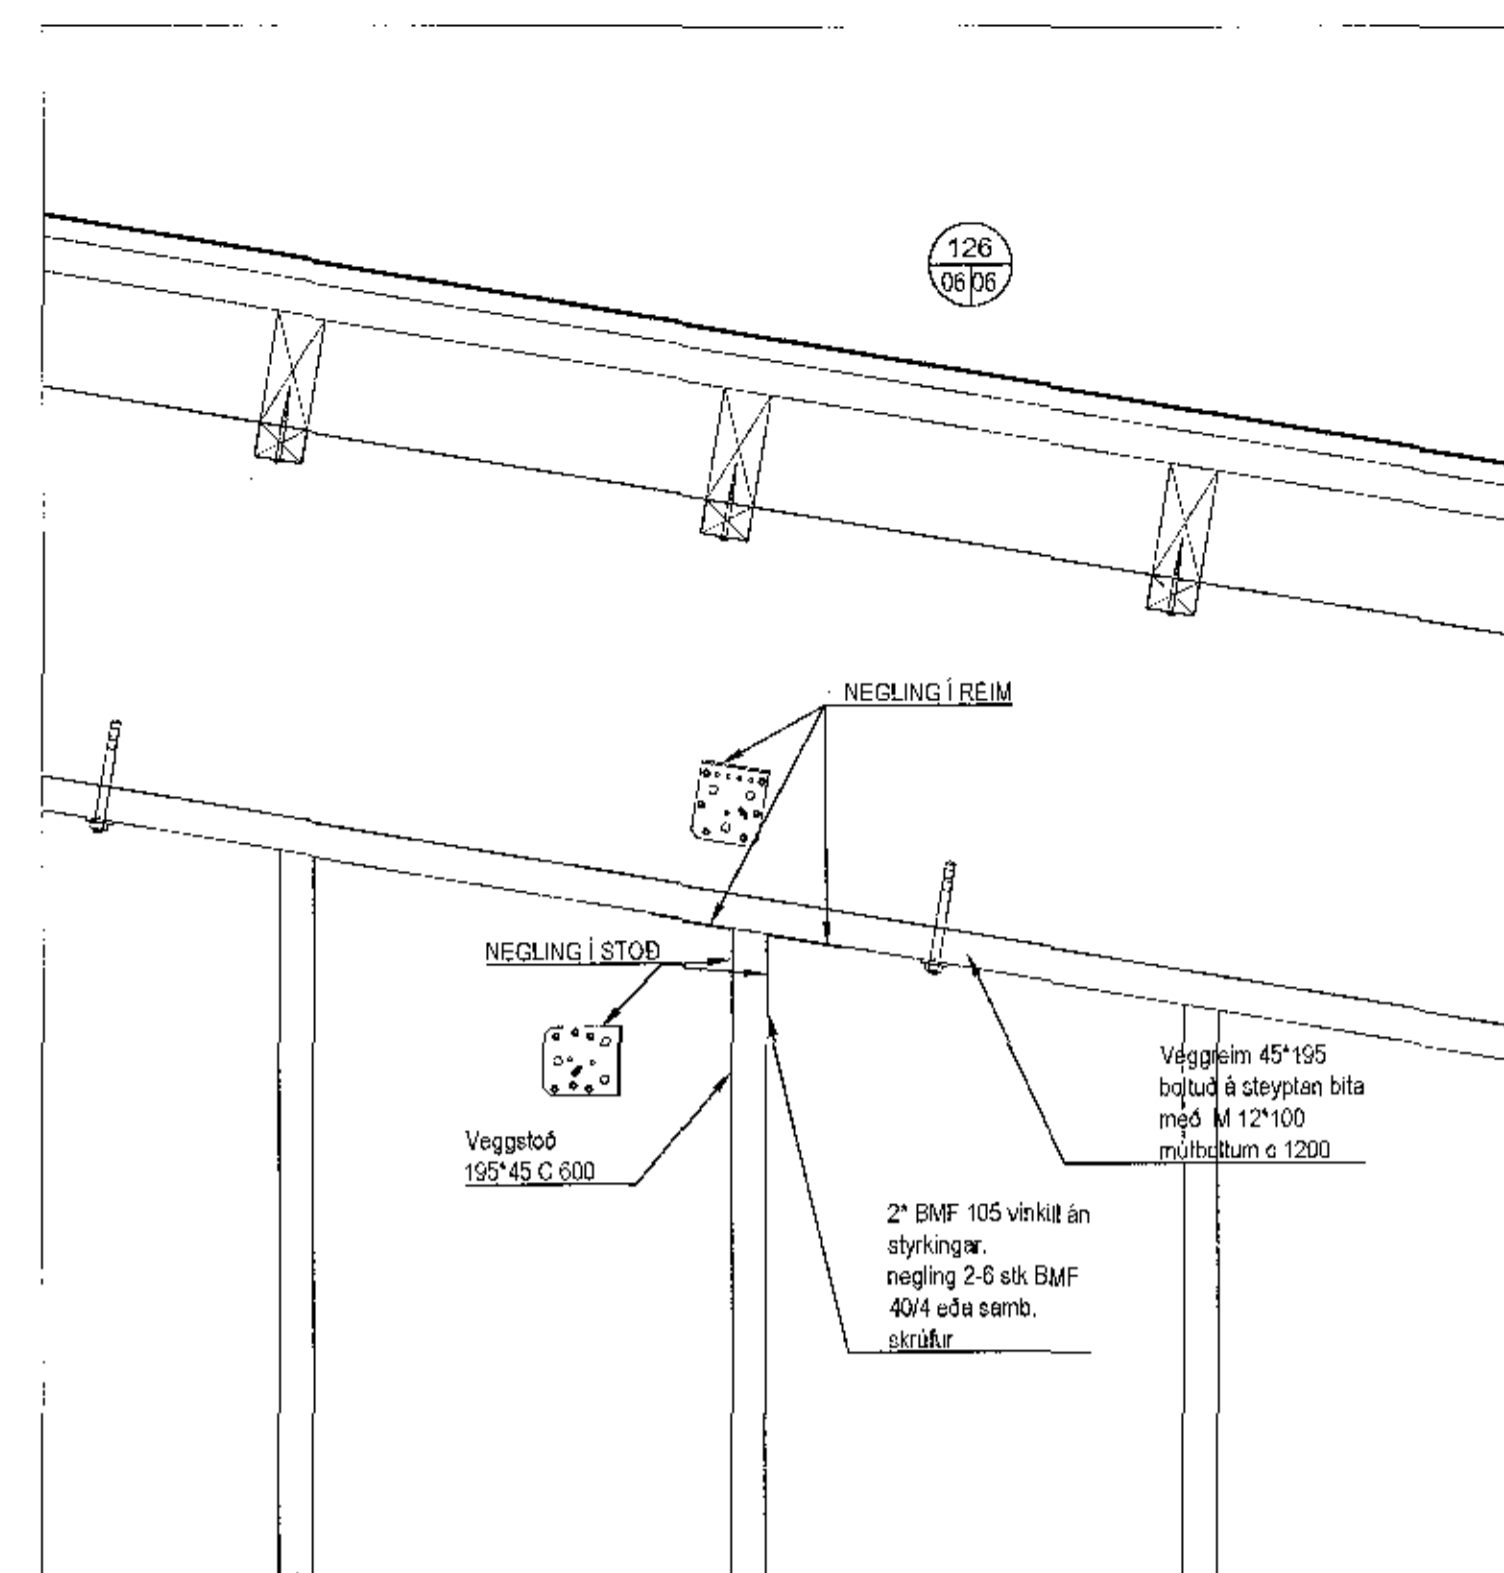 126
06 06
NEGLING Í REIM
NEGLING Í STOÐ
Veggreim 45*195
boltuð á steyptan bita
með M 12*100
múrboltum c 1200
Veggstoð
195*45 C 600
2* BMF 105 vinkill án
styrkingar.
negling 2-6 stk BMF
40/4 eða samb.
skrúfur